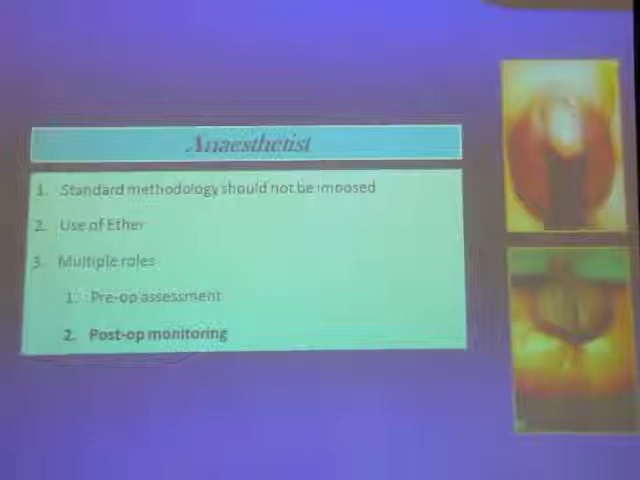 Anaesthetist
1. Standard methodology should not be imposed
2. Use of Ether
3. Multiple roles
1. Pre-op assessment
2. Post-op monitoring